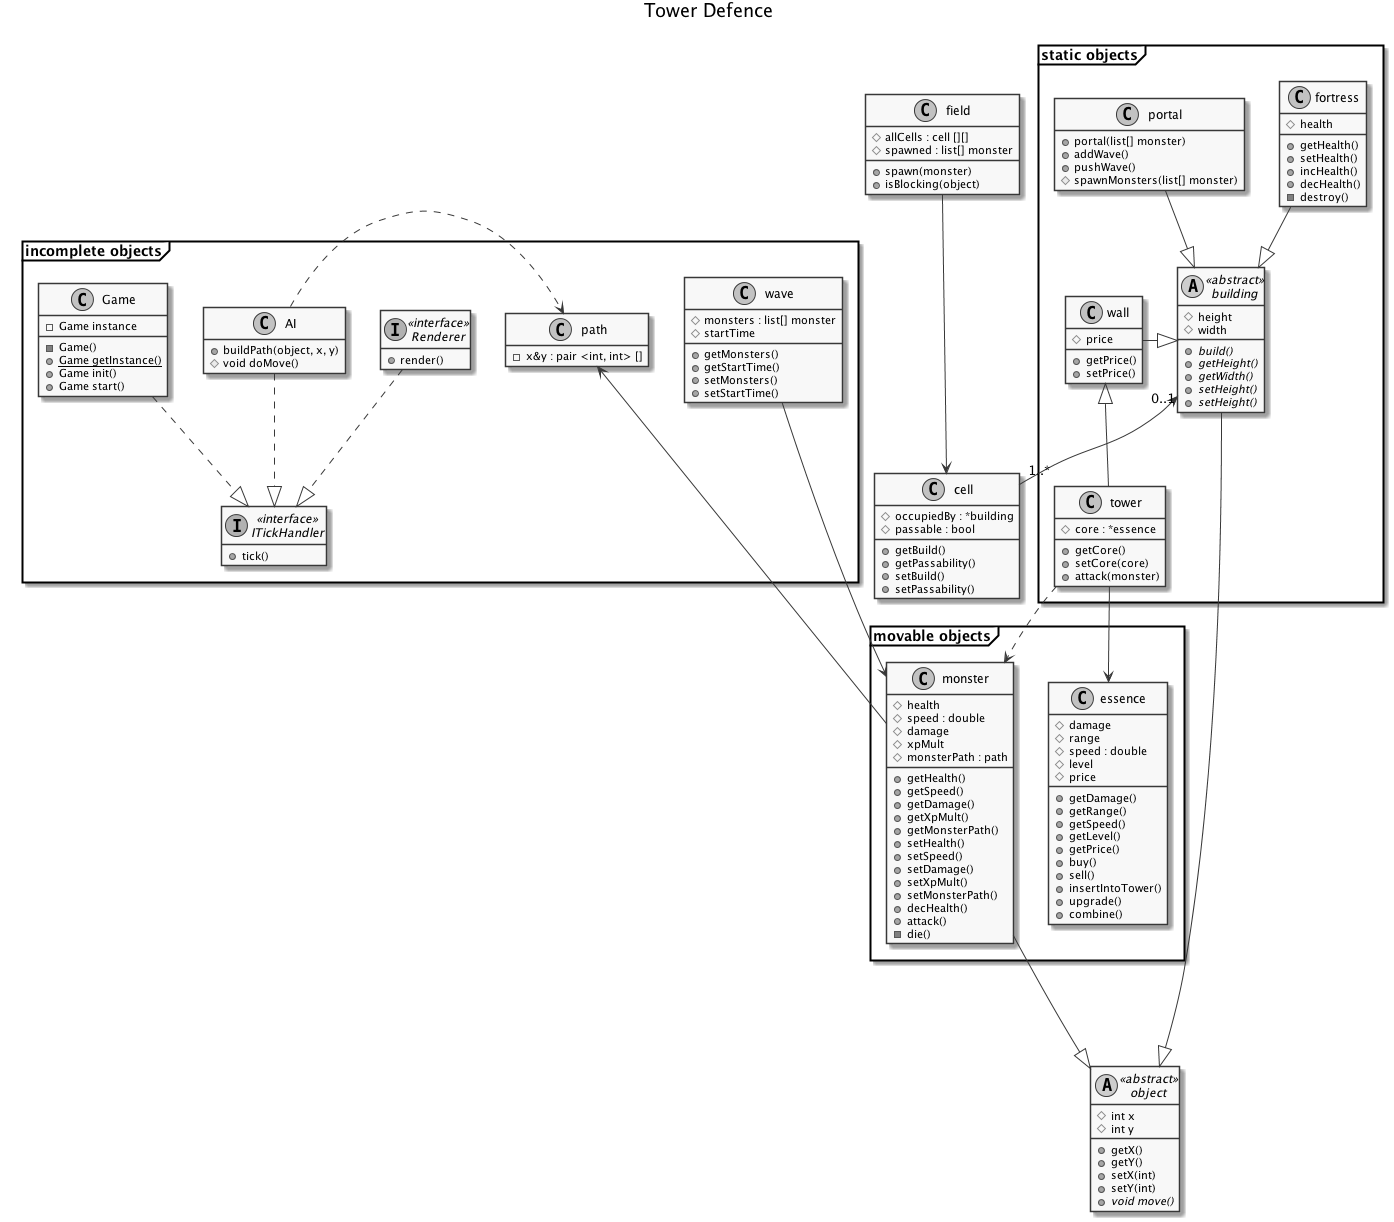 Tower Defence
static objects
C portal
portal(list[] monster)
addWave()
pushWave()
spawnMonsters(list[] monster)
C fortress
health
getHealth()
setHealth()
incHealth()
decHealth()
destroy()
C field
allCells : cell [][]
spawned : list[] monster
spawn(monster)
isBlocking(object)
A «abstract»
building
height
width
build()
getHeight()
getWidth()
setHeight()
setHeight()
C wall
price
getPrice()
setPrice()
0..1
1..*
C tower
core : *essence
getCore()
setCore(core)
attack(monster)
incomplete objects
C Game
Game instance
Game()
Game getInstance()
Game init()
Game start()
C AI
buildPath(object, x, y)
void doMove()
I «interface»
Renderer
render()
C path
x&y : pair <int, int> []
C wave
monsters : list[] monster
startTime
getMonsters()
getStartTime()
setMonsters()
setStartTime()
I «interface»
ITickHandler
tick()
C cell
occupiedBy : *building
passable : bool
getBuild()
getPassability()
setBuild()
setPassability()
movable objects
C monster
health
speed : double
damage
xpMult
monsterPath : path
getHealth()
getSpeed()
getDamage()
getXpMult()
getMonsterPath()
setHealth()
setSpeed()
setDamage()
setXpMult()
setMonsterPath()
decHealth()
attack()
die()
C essence
damage
range
speed : double
level
price
getDamage()
getRange()
getSpeed()
getLevel()
getPrice()
buy()
sell()
insertIntoTower()
upgrade()
combine()
A «abstract»
object
int x
int y
getX()
getY()
setX(int)
setY(int)
void move()